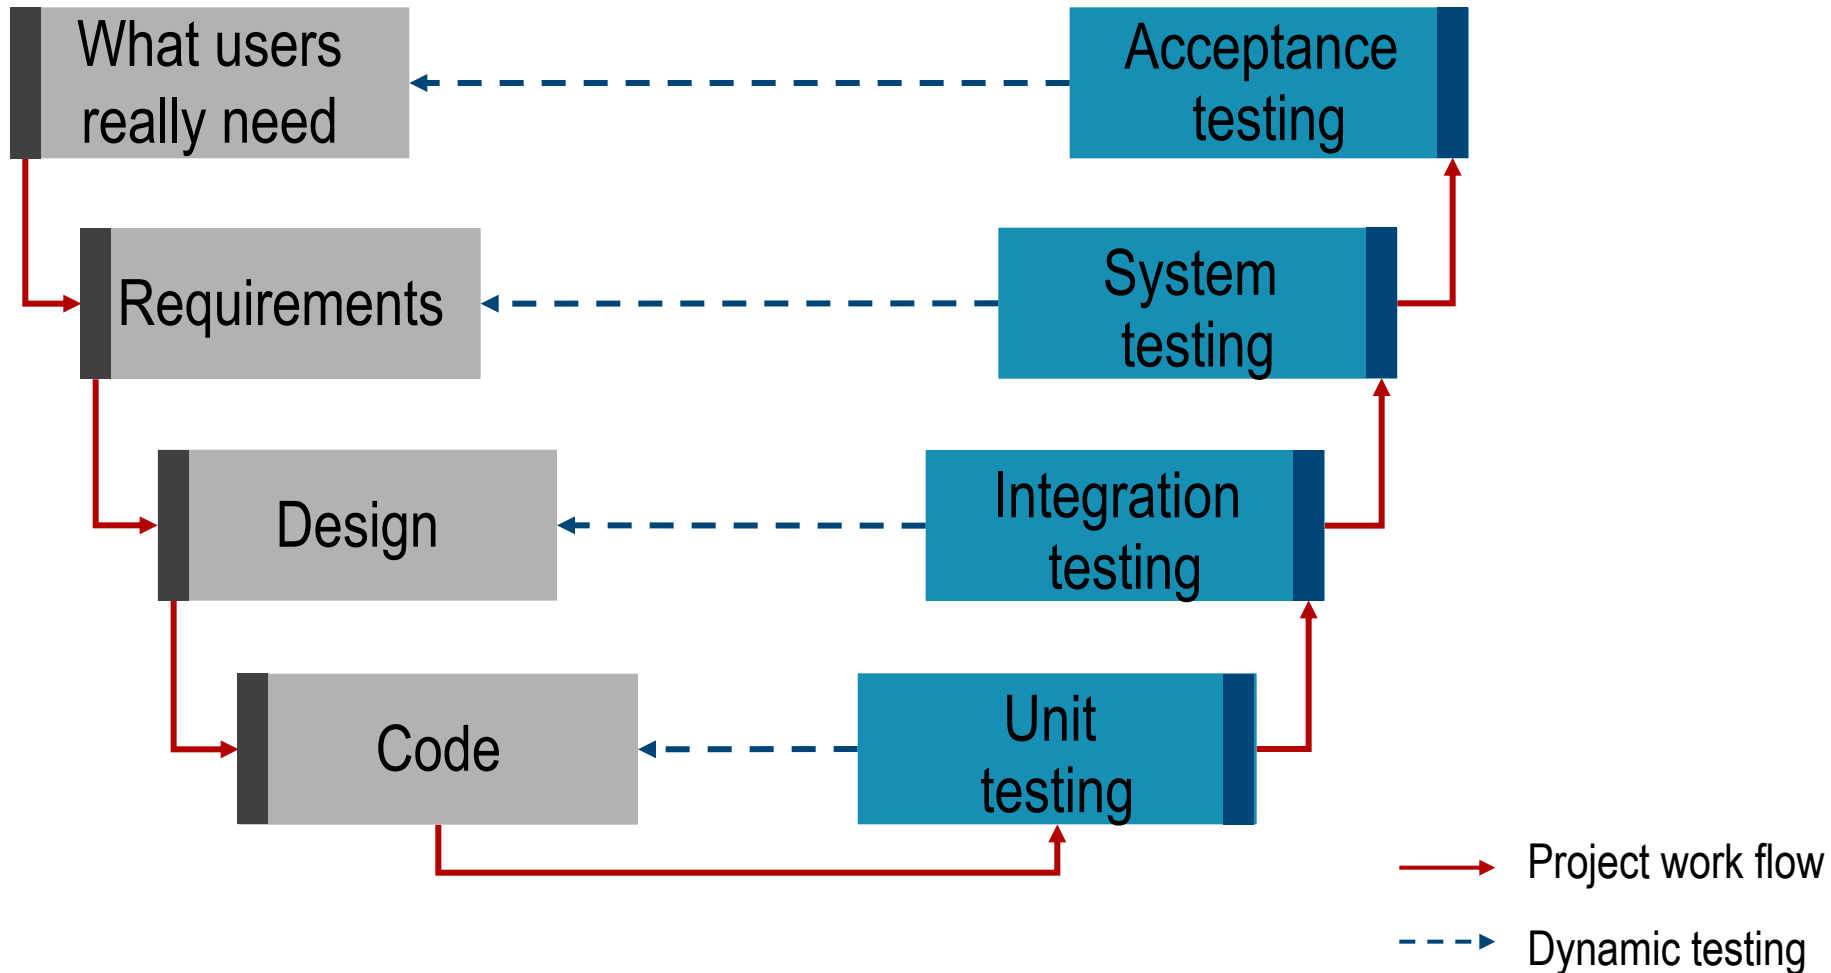 What users
really need
Acceptance
testing
Requirements
System
testing
Design
Integration
testing
Code
Unit
testing
Project work flow
Dynamic testing